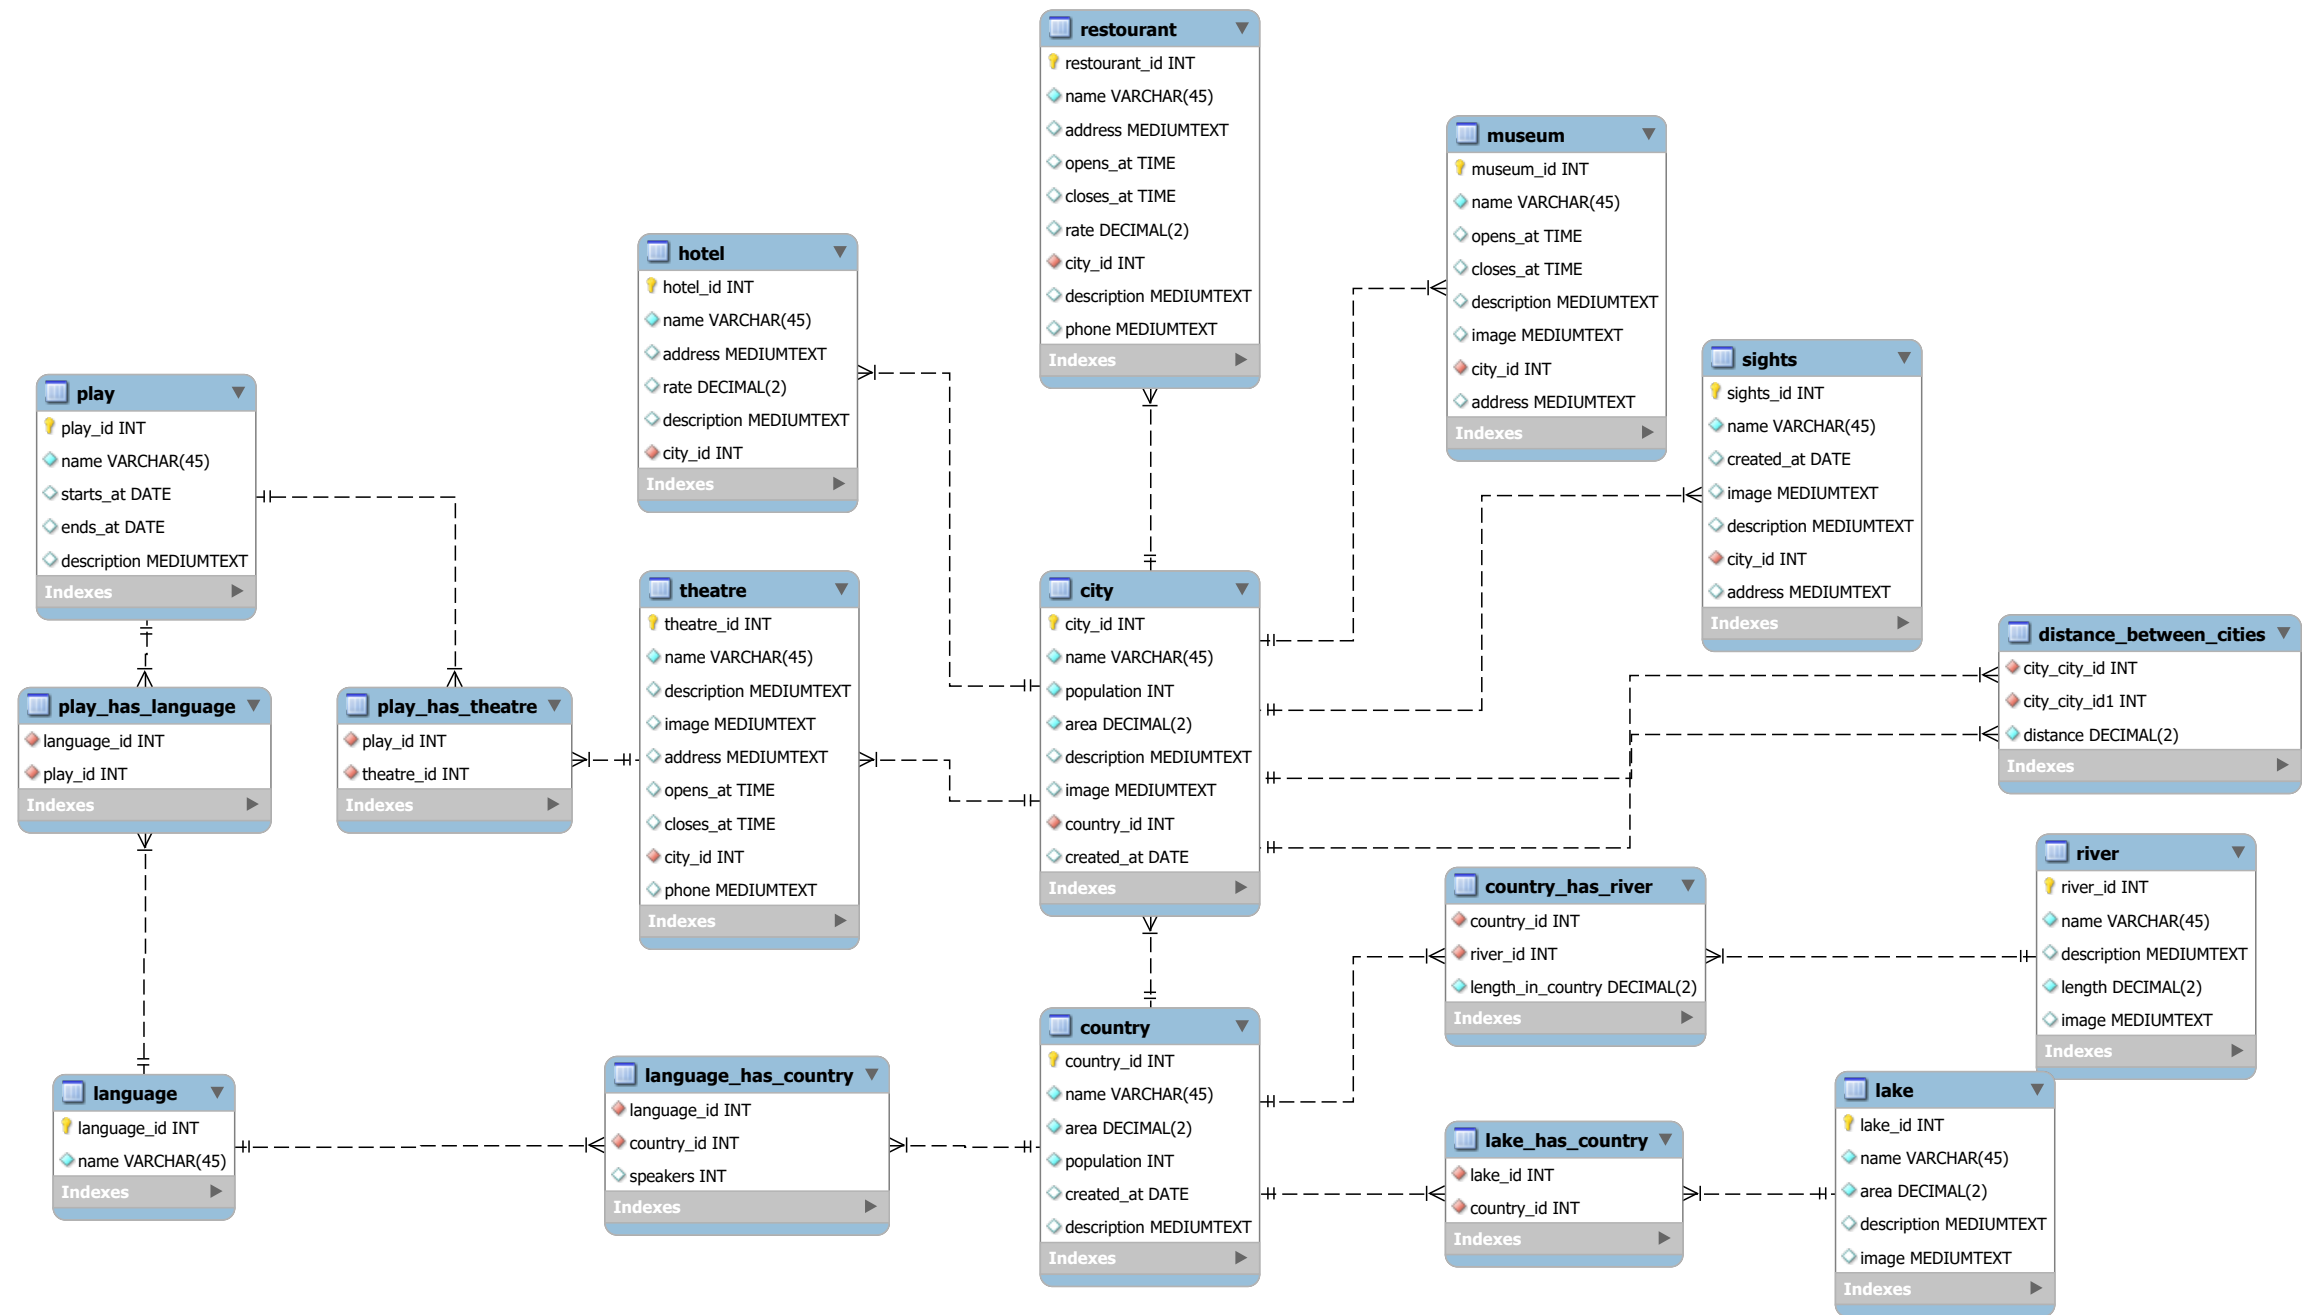 restourant
restourant_id INT
name VARCHAR(45)
address MEDIUMTEXT
opens_at TIME
closes_at TIME
rate DECIMAL(2)
city_id INT
description MEDIUMTEXT
phone MEDIUMTEXT
Indexes
museum
museum_id INT
name VARCHAR(45)
opens_at TIME
closes_at TIME
description MEDIUMTEXT
image MEDIUMTEXT
city_id INT
address MEDIUMTEXT
Indexes
hotel
hotel_id INT
name VARCHAR(45)
address MEDIUMTEXT
rate DECIMAL(2)
description MEDIUMTEXT
city_id INT
Indexes
sights
sights_id INT
name VARCHAR(45)
created_at DATE
image MEDIUMTEXT
description MEDIUMTEXT
city_id INT
address MEDIUMTEXT
Indexes
play
play_id INT
name VARCHAR(45)
starts_at DATE
ends_at DATE
description MEDIUMTEXT
Indexes
theatre
theatre_id INT
name VARCHAR(45)
description MEDIUMTEXT
image MEDIUMTEXT
address MEDIUMTEXT
opens_at TIME
closes_at TIME
city_id INT
phone MEDIUMTEXT
Indexes
city
city_id INT
name VARCHAR(45)
population INT
area DECIMAL(2)
description MEDIUMTEXT
image MEDIUMTEXT
country_id INT
created_at DATE
Indexes
distance_between_cities
city_city_id INT
city_city_id1 INT
distance DECIMAL(2)
Indexes
play_has_language
language_id INT
play_id INT
Indexes
play_has_theatre
play_id INT
theatre_id INT
Indexes
river
river_id INT
name VARCHAR(45)
description MEDIUMTEXT
length DECIMAL(2)
image MEDIUMTEXT
Indexes
country_has_river
country_id INT
river_id INT
length_in_country DECIMAL(2)
Indexes
country
country_id INT
name VARCHAR(45)
area DECIMAL(2)
population INT
created_at DATE
description MEDIUMTEXT
Indexes
language_has_country
language_id INT
country_id INT
speakers INT
Indexes
language
language_id INT
name VARCHAR(45)
Indexes
lake
lake_id INT
name VARCHAR(45)
area DECIMAL(2)
description MEDIUMTEXT
image MEDIUMTEXT
Indexes
lake_has_country
lake_id INT
country_id INT
Indexes